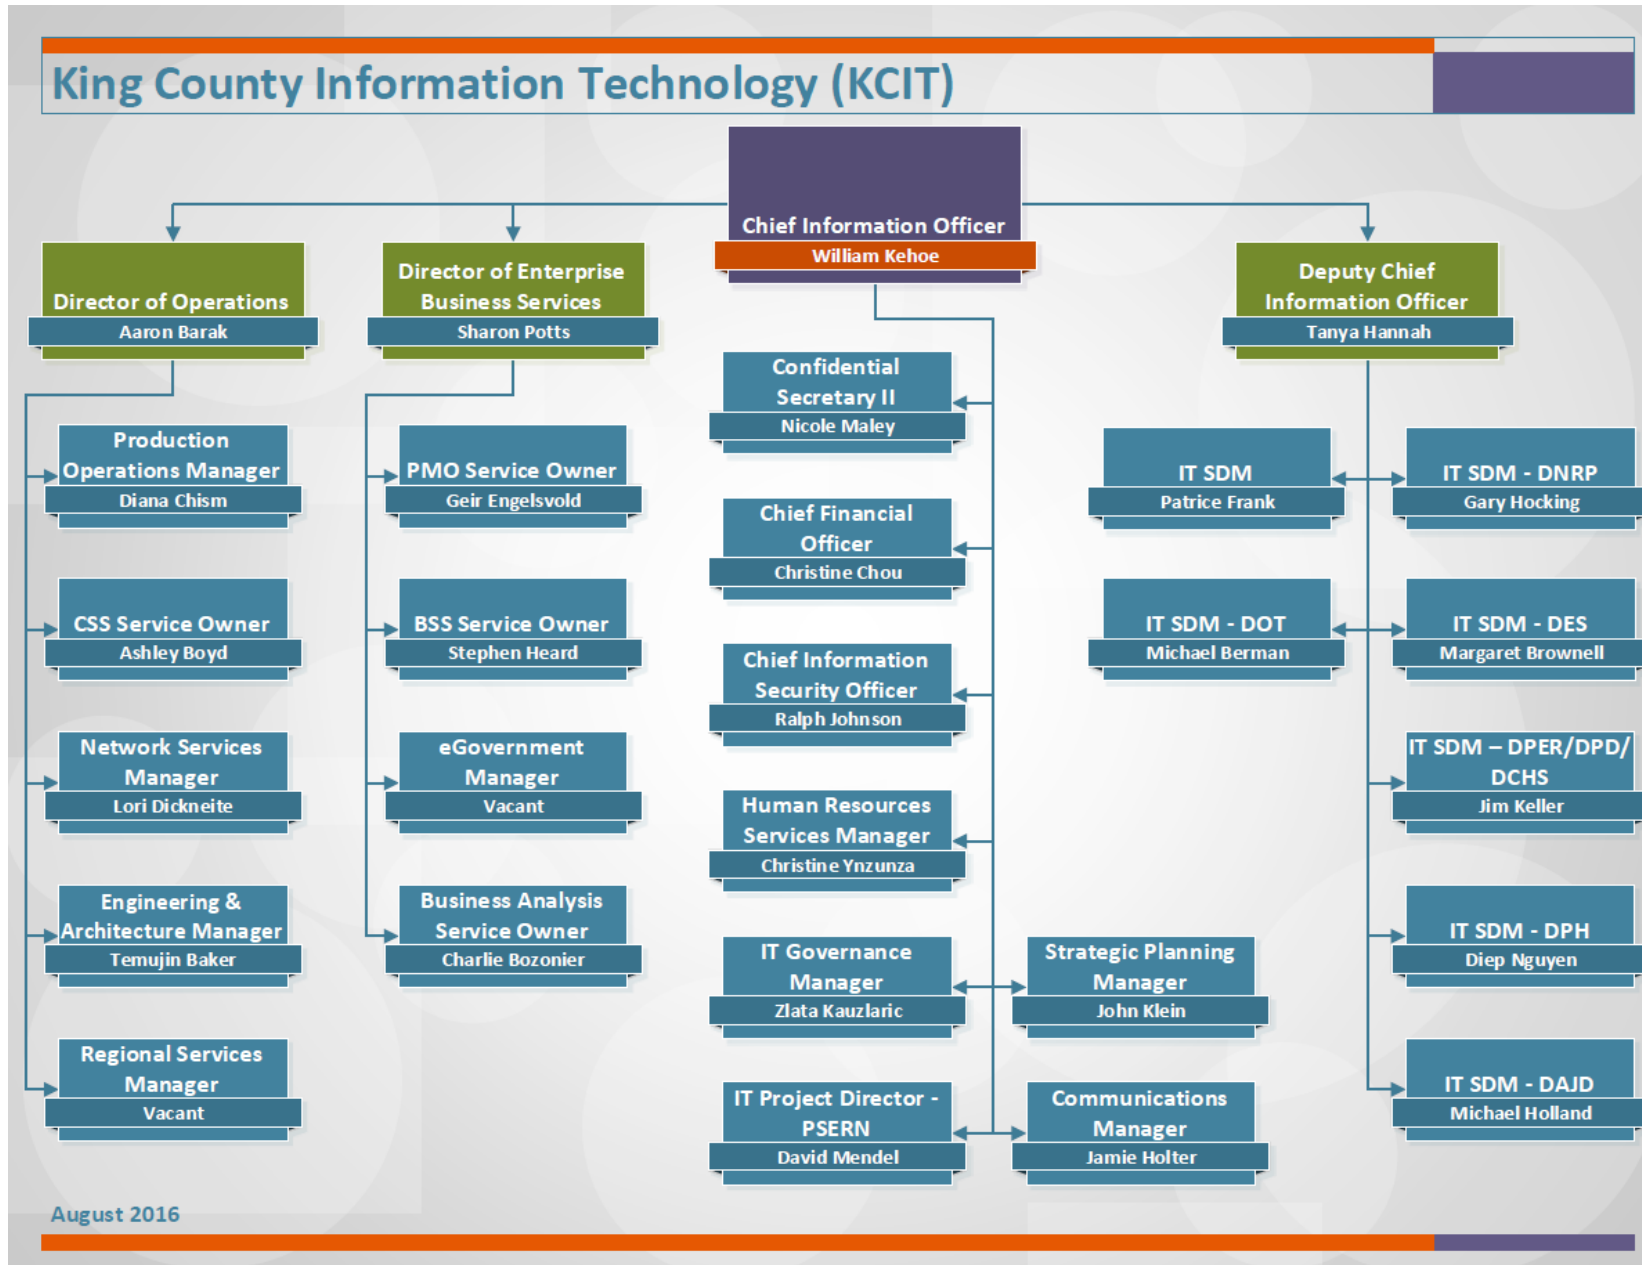 King County Information Technology (KCIT)
Chief Information Officer
William Kehoe
Director of Operations
Aaron Barak
Director of Enterprise
Business Services
Sharon Potts
Deputy Chief
Information Officer
Tanya Hannah
Production
Operations Manager
Diana Chism
CSS Service Owner
Ashley Boyd
Network Services
Manager
Lori Dickneite
Engineering &
Architecture Manager
Temujin Baker
Regional Services
Manager
Vacant
PMO Service Owner
Geir Engelsvold
BSS Service Owner
Stephen Heard
eGovernment
Manager
Vacant
Business Analysis
Service Owner
Charlie Bozonier
Confidential
Secretary II
Nicole Maley
Chief Financial
Officer
Christine Chou
Chief Information
Security Officer
Ralph Johnson
Human Resources
Services Manager
Christine Ynzunza
IT Governance
Manager
Zlata Kauzlaric
Strategic Planning
Manager
John Klein
IT Project Director -
PSERN
David Mendel
Communications
Manager
Jamie Holter
IT SDM
Patrice Frank
IT SDM - DNRP
Gary Hocking
IT SDM - DOT
Michael Berman
IT SDM - DES
Margaret Brownell
IT SDM – DPER/DPD/
DCHS
Jim Keller
IT SDM - DPH
Diep Nguyen
IT SDM - DAJD
Michael Holland
August 2016